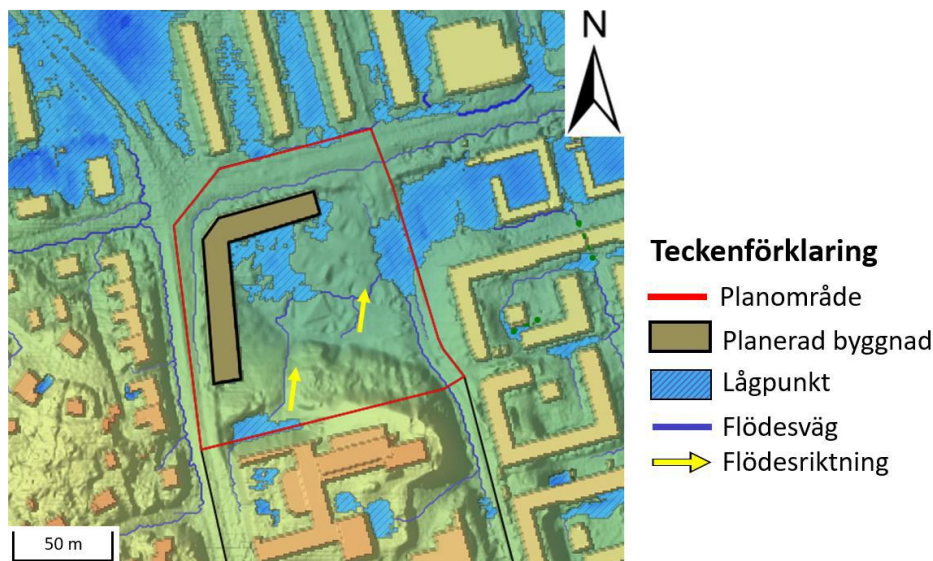 N
50 m
Teckenförklaring
Planområde
Planerad byggnad
Lågpunkt
Flödesväg
Flödesriktning